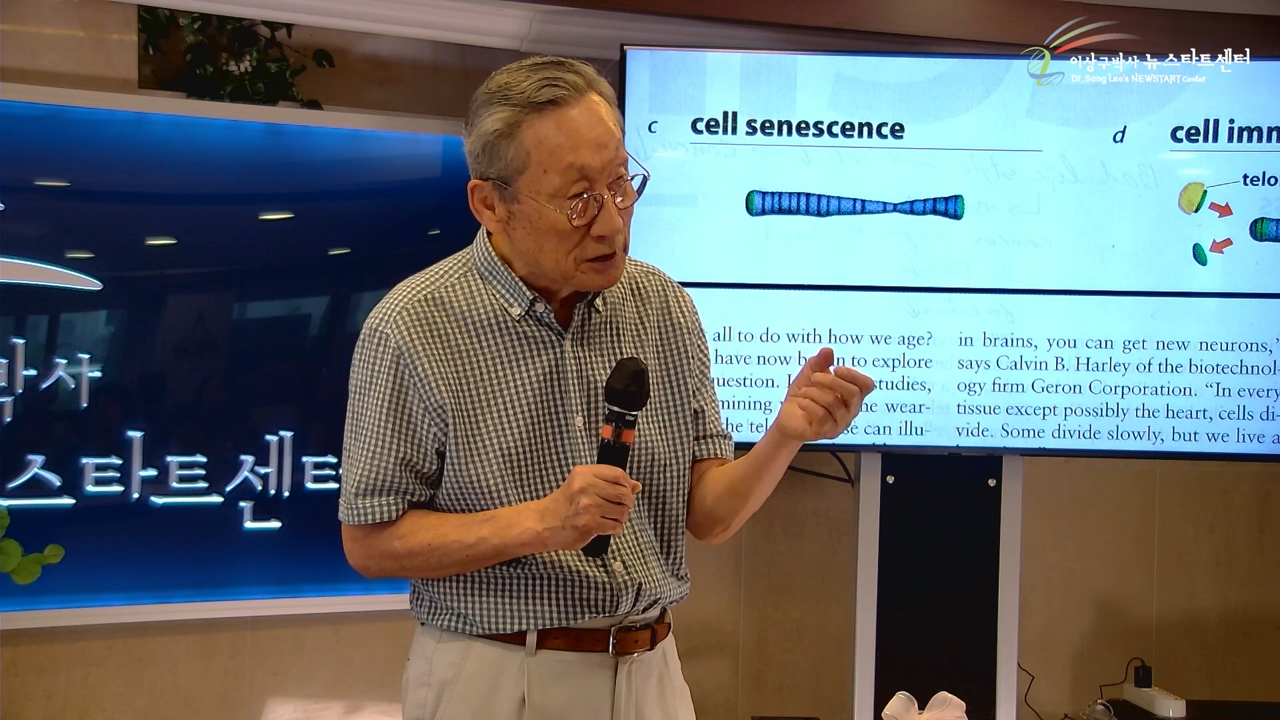 이상구박사 뉴스타트센터
Dr. Sang Lee's NEWSTART Center
c cell senescence
d cell imm
telo
all to do with how we age?
have now begun to explore
question. studies,
the wear-
can illu-
in brains, you can get new neurons,"
says Calvin B. Harley of the biotechnol-
ogy firm Geron Corporation. "In every
tissue except possibly the heart, cells di-
vide. Some divide slowly, but we live a
박사
스타트센터